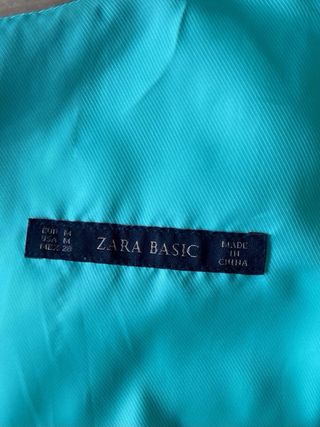 EUR M
USA M
MEX 28
ZARA BASIC
MADE
IN
CHINA